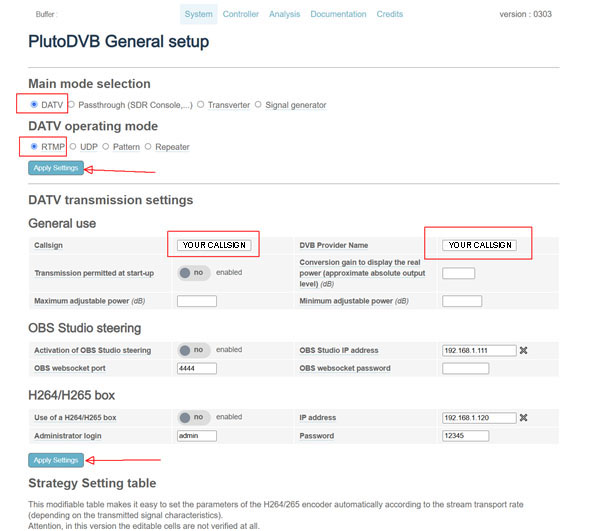 Buffer :
System Controller Analysis Documentation Credits
version : 0303
PlutoDVB General setup
Main mode selection
DATV Passthrough (SDR Console,...) Transverter Signal generator
DATV operating mode
RTMP UDP Pattern Repeater
Apply Settings
DATV transmission settings
General use
Callsign YOUR CALLSIGN DVB Provider Name YOUR CALLSIGN
Transmission permitted at start-up no enabled
Conversion gain to display the real
power (approximate absolute output
level) (dB)
Maximum adjustable power (dB) Minimum adjustable power (dB)
OBS Studio steering
Activation of OBS Studio steering no enabled OBS Studio IP address 192.168.1.111
OBS websocket port 4444 OBS websocket password
H264/H265 box
Use of a H264/H265 box no enabled IP address 192.168.1.120
Administrator login admin Password 12345
Apply Settings
Strategy Setting table
This modifiable table makes it easy to set the parameters of the H264/265 encoder automatically according to the stream transport rate
(depending on the transmitted signal characteristics).
Attention, in this version the editable cells are not verified at all.